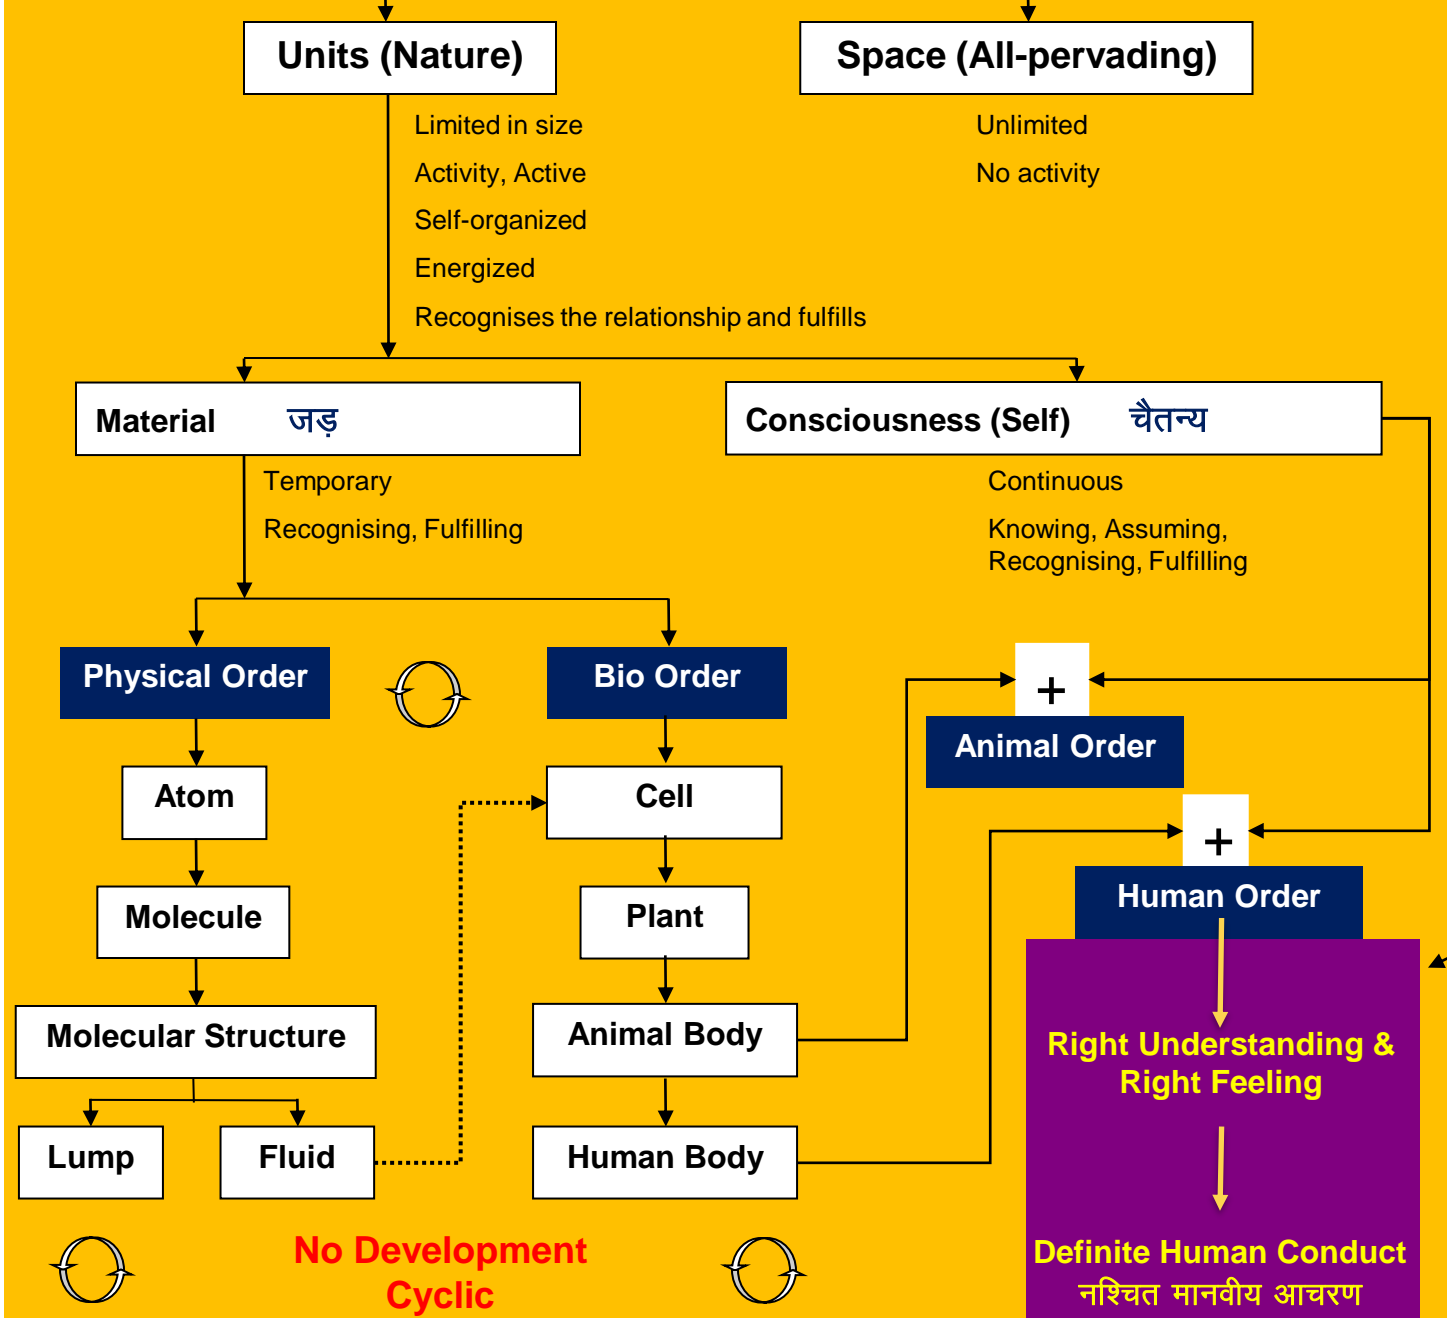 Units (Nature)
Space (All-pervading)
Limited in size
Activity, Active
Self-organized
Energized
Recognises the relationship and fulfills
Unlimited
No activity
Material जड़
Consciousness (Self) चैतन्य
Temporary
Recognising, Fulfilling
Continuous
Knowing, Assuming,
Recognising, Fulfilling
Physical Order
Bio Order
+
Animal Order
Atom
Cell
+
Human Order
Molecule
Plant
Molecular Structure
Animal Body
Right Understanding &
Right Feeling
Lump
Fluid
Human Body
No Development
Cyclic
Definite Human Conduct
निश्चित मानवीय आचरण